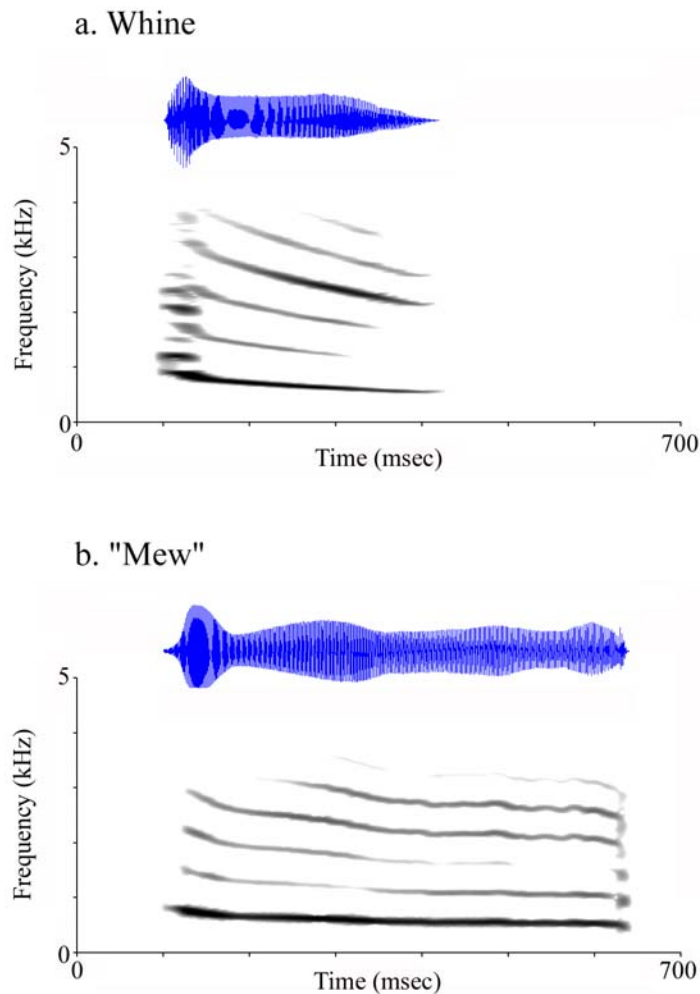 a. Whine
5
Frequency (kHz)
0
0
700
Time (msec)
b. "Mew"
5
Frequency (kHz)
0
0
700
Time (msec)